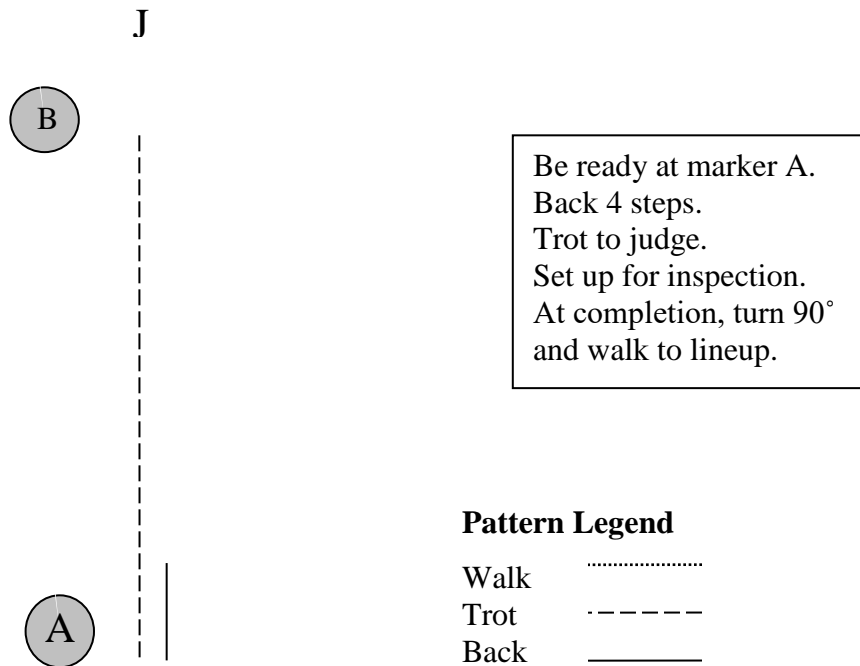 J
B
Be ready at marker A.
Back 4 steps.
Trot to judge.
Set up for inspection.
At completion, turn 90˚
and walk to lineup.
Pattern Legend
Walk
Trot
Back
A